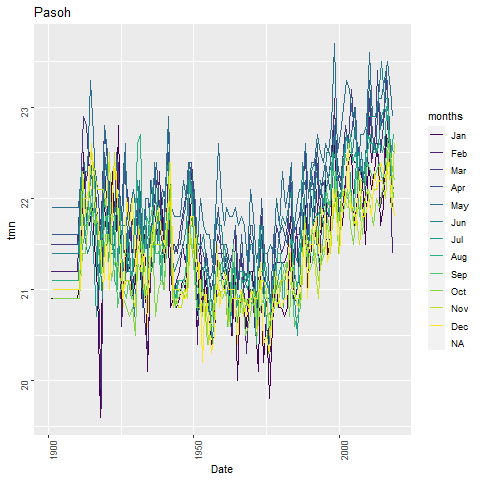 Pasoh
tmn
23
22
21
20
1900
1950
2000
Date
months
Jan
Feb
Mar
Apr
May
Jun
Jul
Aug
Sep
Oct
Nov
Dec
NA